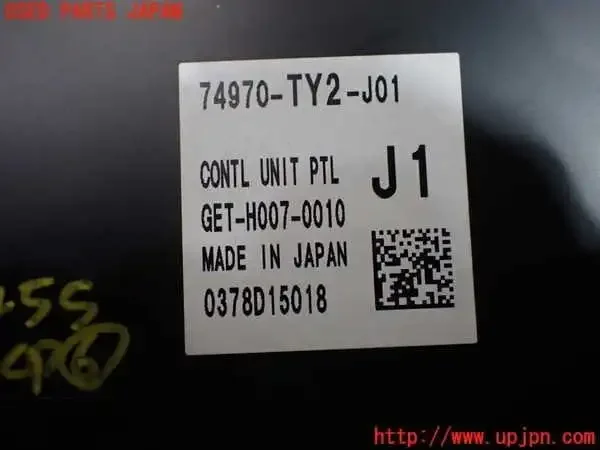 USED PARTS JAPAN
74970-TY2-J01
CONTL UNIT PTL
J1
GET-H007-0010
MADE IN JAPAN
0378D15018
http://www.upjpn.com/